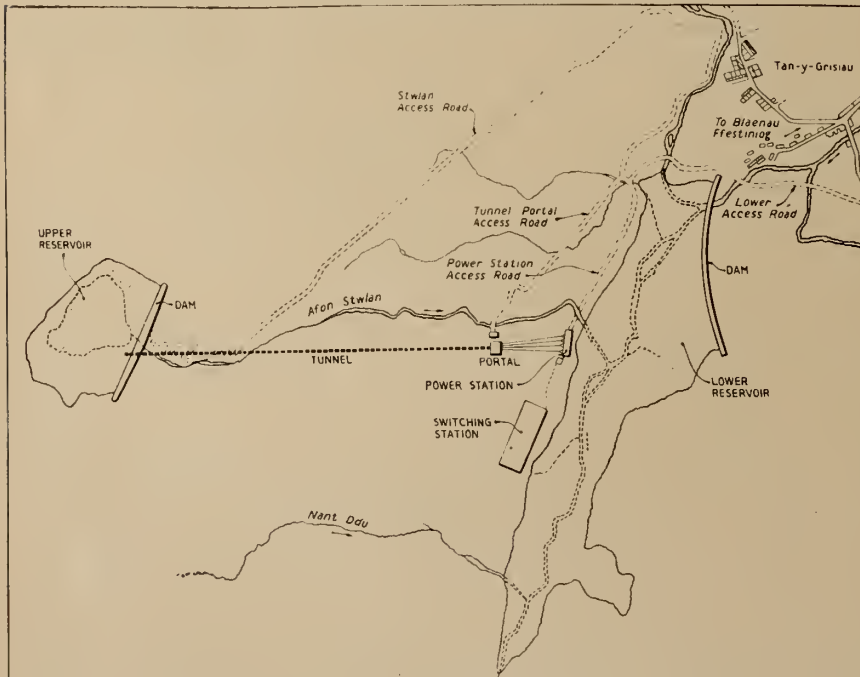 Tan-y-Grisiau
To Blaenau
Ffestiniog
Stwlan
Access Road
Tunnel Portal
Access Road
Lower
Access Road
Power Station
Access Road
UPPER
RESERVOIR
DAM
DAM
Afon Stwlan
TUNNEL
PORTAL
POWER STATION
LOWER
RESERVOIR
SWITCHING
STATION
Nant Ddu